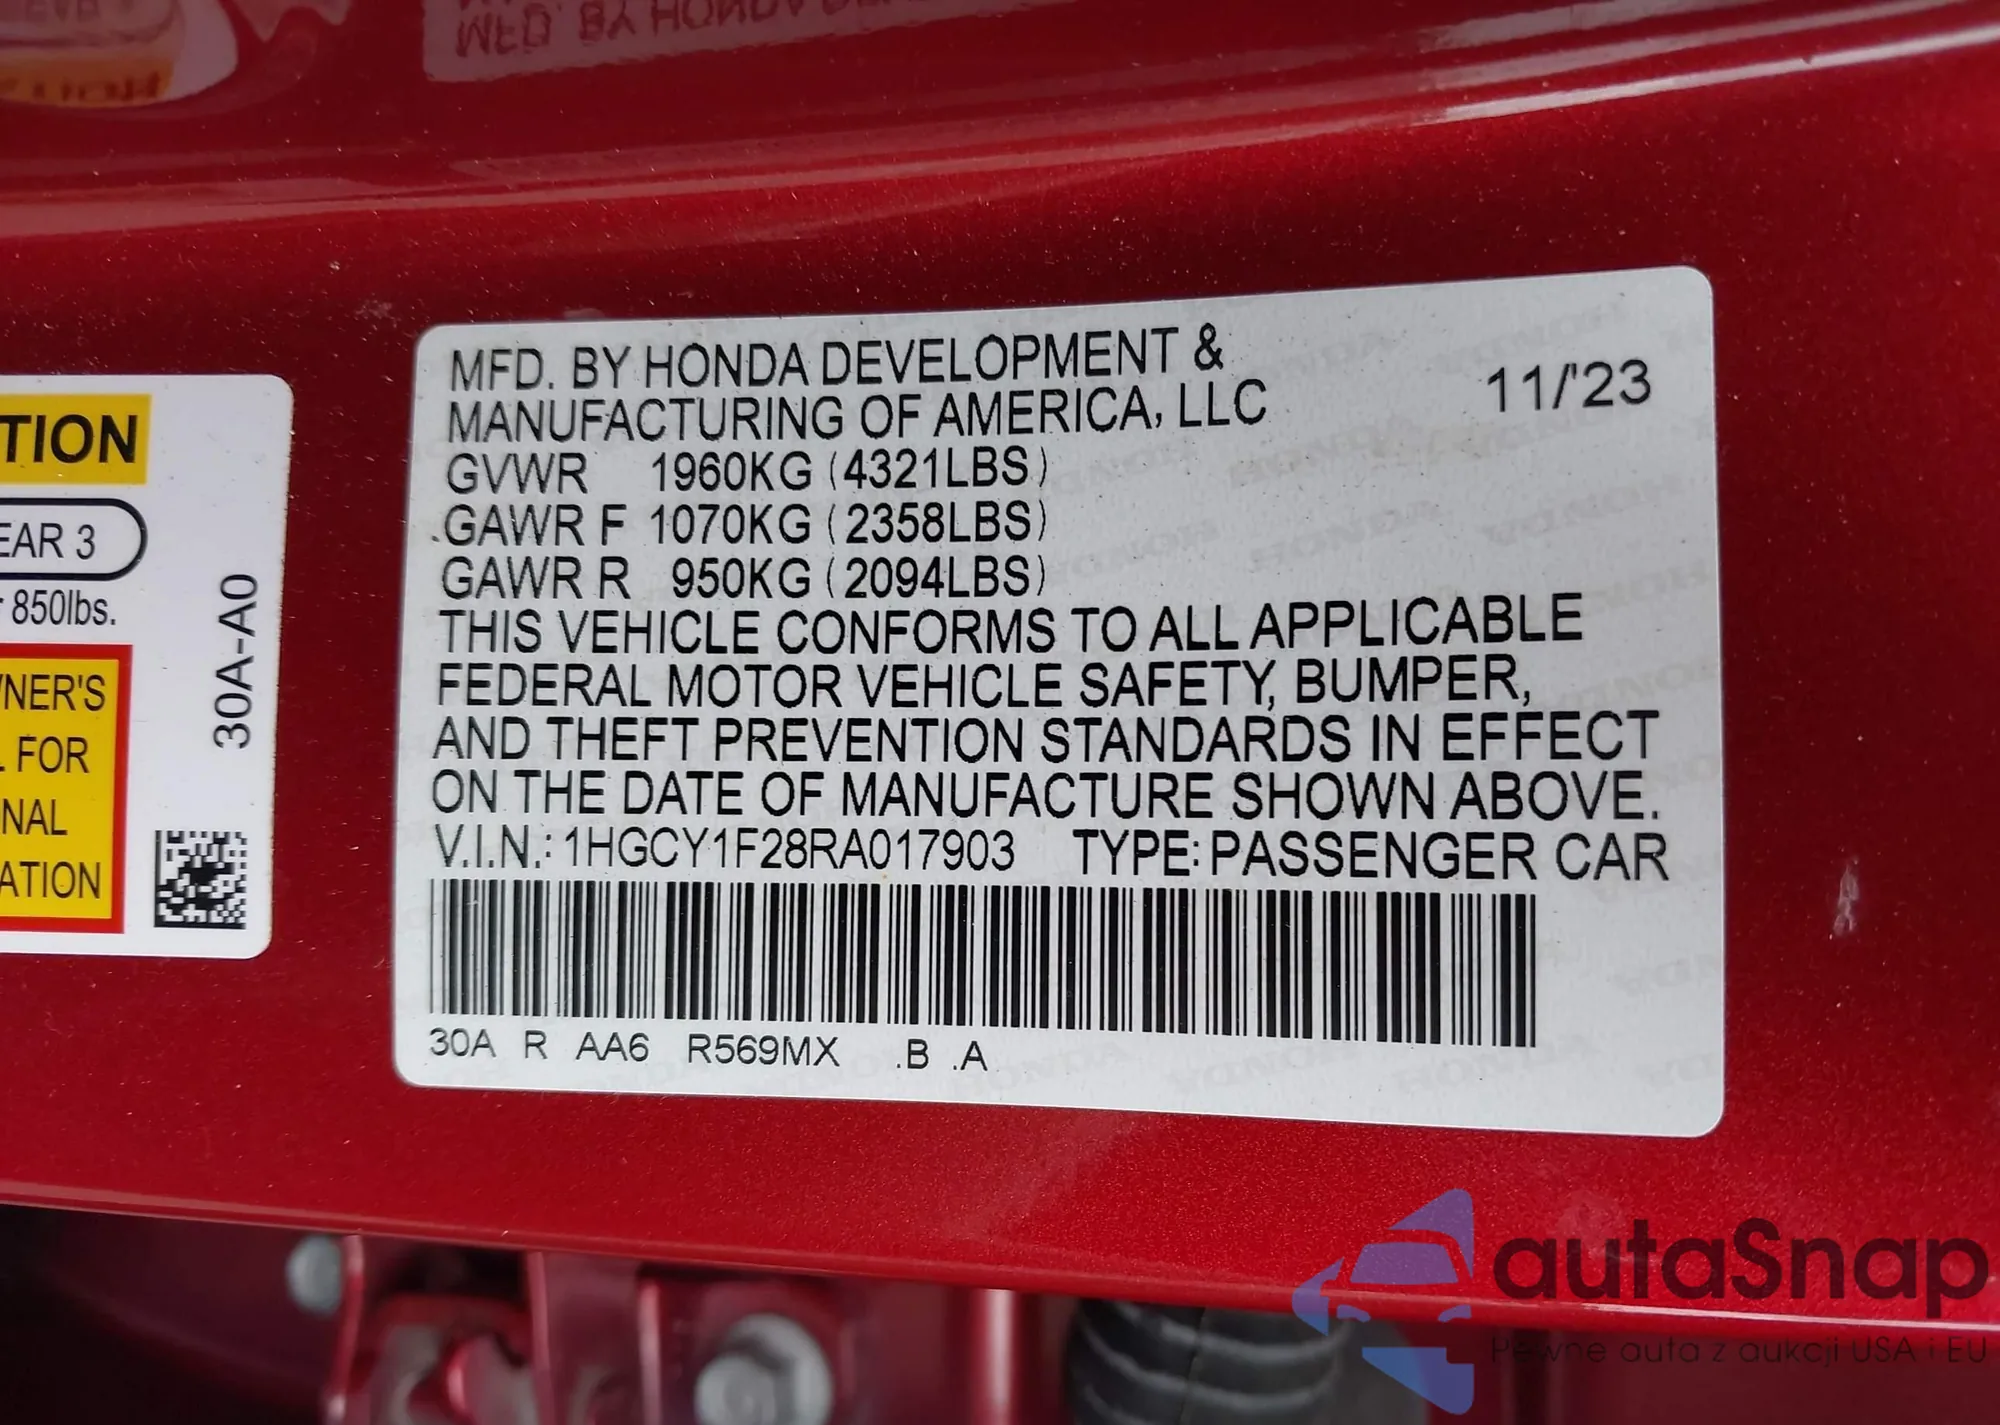 MFD. BY HONDA
TION
EAR 3
850lbs.
NER'S
FOR
NAL
ATION
30A-A0
MFD. BY HONDA DEVELOPMENT &
MANUFACTURING OF AMERICA, LLC
11/'23
GVWR 1960KG (4321LBS)
GAWR F 1070KG (2358LBS)
GAWR R 950KG (2094LBS)
THIS VEHICLE CONFORMS TO ALL APPLICABLE
FEDERAL MOTOR VEHICLE SAFETY, BUMPER,
AND THEFT PREVENTION STANDARDS IN EFFECT
ON THE DATE OF MANUFACTURE SHOWN ABOVE.
V.I.N.: 1HGCY1F28RA017903 TYPE: PASSENGER CAR
30A R AA6 R569MX .B .A
autaSnap
Pewne auta z aukcji USA i EU